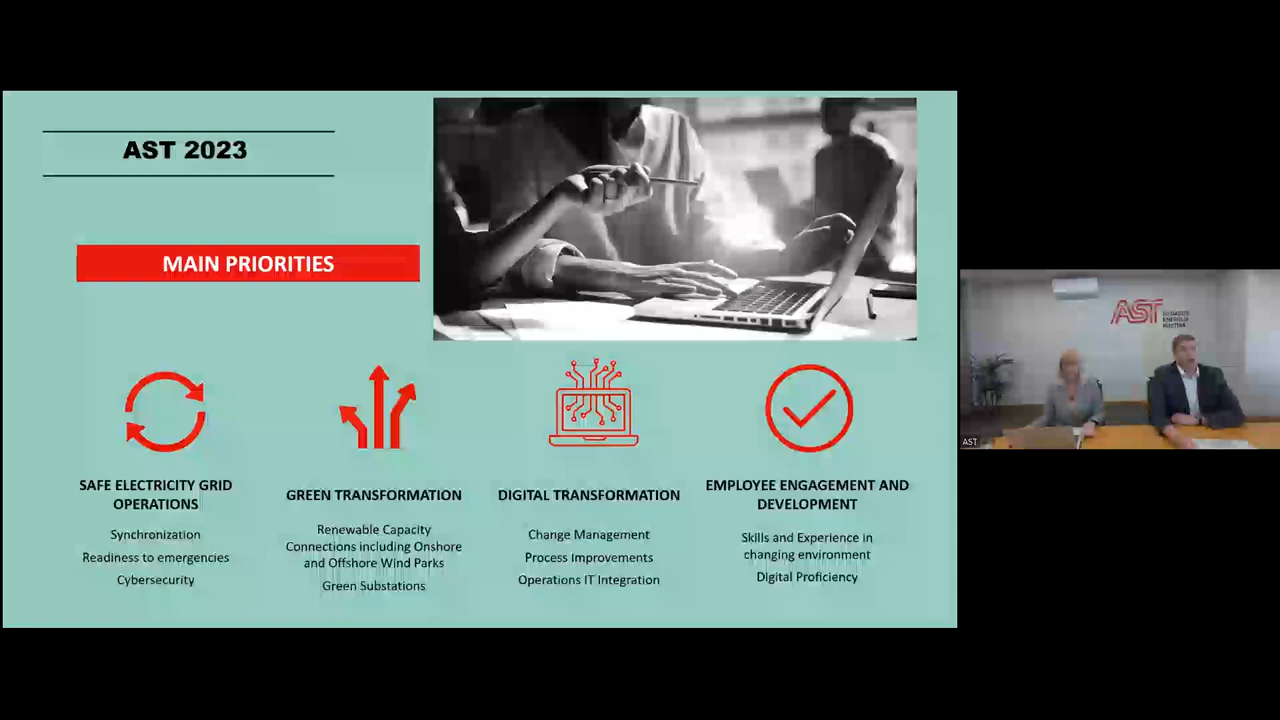 AST 2023
MAIN PRIORITIES
SAFE ELECTRICITY GRID
OPERATIONS
Synchronization
Readiness to emergencies
Cybersecurity
GREEN TRANSFORMATION
Renewable Capacity
Connections including Onshore
and Offshore Wind Parks
Green Substations
DIGITAL TRANSFORMATION
Change Management
Process Improvements
Operations IT Integration
EMPLOYEE ENGAGEMENT AND
DEVELOPMENT
Skills and Experience in
changing environment
Digital Proficiency
AST
AST